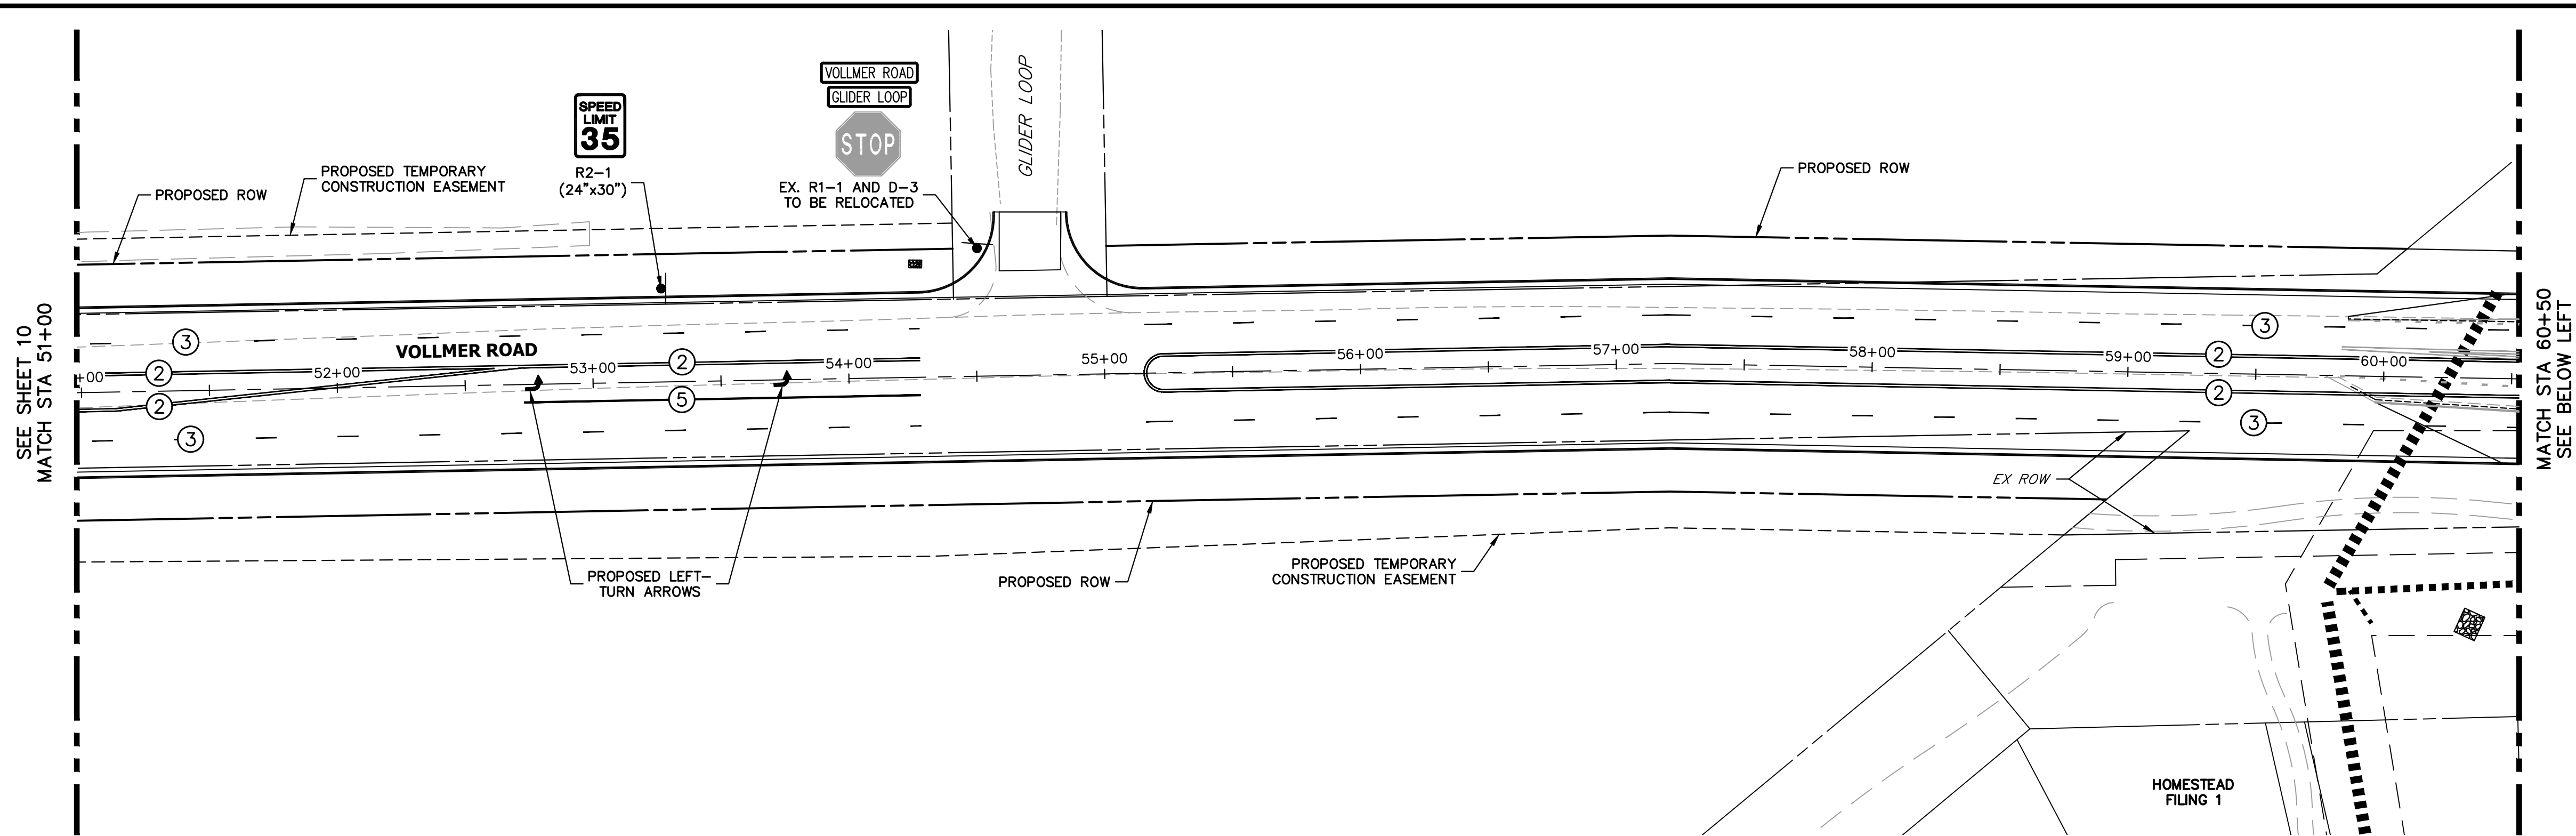 SEE SHEET 10
MATCH STA 51+00
PROPOSED ROW
PROPOSED TEMPORARY
CONSTRUCTION EASEMENT
SPEED
LIMIT
35
R2-1
(24"x30")
VOLLMER ROAD
GLIDER LOOP
STOP
EX. R1-1 AND D-3
TO BE RELOCATED
GLIDER LOOP
PROPOSED ROW
3
3
VOLLMER ROAD
2
2
2
+00
52+00
53+00
54+00
55+00
56+00
57+00
58+00
59+00
60+00
2
5
2
3
3
EX ROW
PROPOSED LEFT-
TURN ARROWS
PROPOSED ROW
PROPOSED TEMPORARY
CONSTRUCTION EASEMENT
HOMESTEAD
FILING 1
MATCH STA 60+50
SEE BELOW LEFT